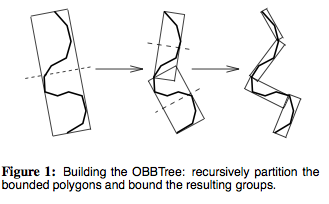 Figure 1: Building the OBBTree: recursively partition the
bounded polygons and bound the resulting groups.